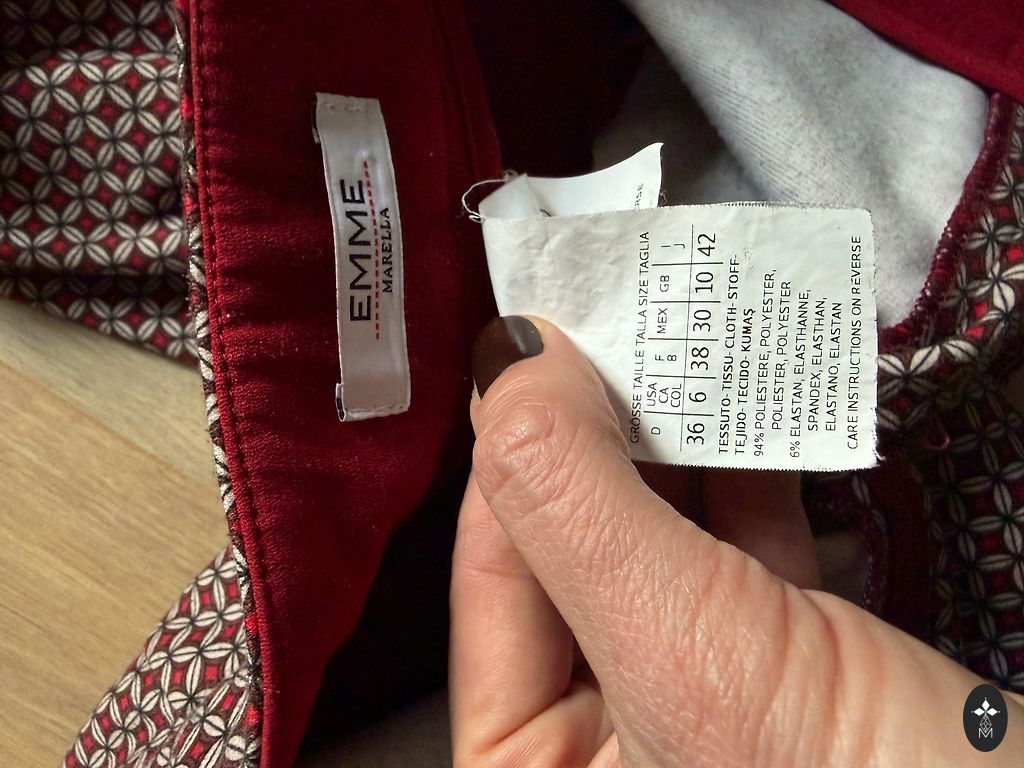 EMME
MARELLA
GRÖSSE TAILLE TALLA SIZE TAGLIA
D USA F MEX GB I
CA B J
COL
36 6 38 30 10 42
TESSUTO-TISSU-CLOTH-STOFF-
TEJIDO-TECIDO-KUMAŞ
94% POLIESTERE, POLYESTER,
POLIESTER, POLYESTER
6% ELASTAN, ELASTHANNE,
SPANDEX, ELASTHAN,
ELASTANO, ELASTAN
CARE INSTRUCTIONS ON REVERSE
M